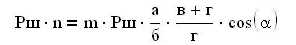 Рш · n = m · Рш · а/б · (в + г)/г · cos(α)